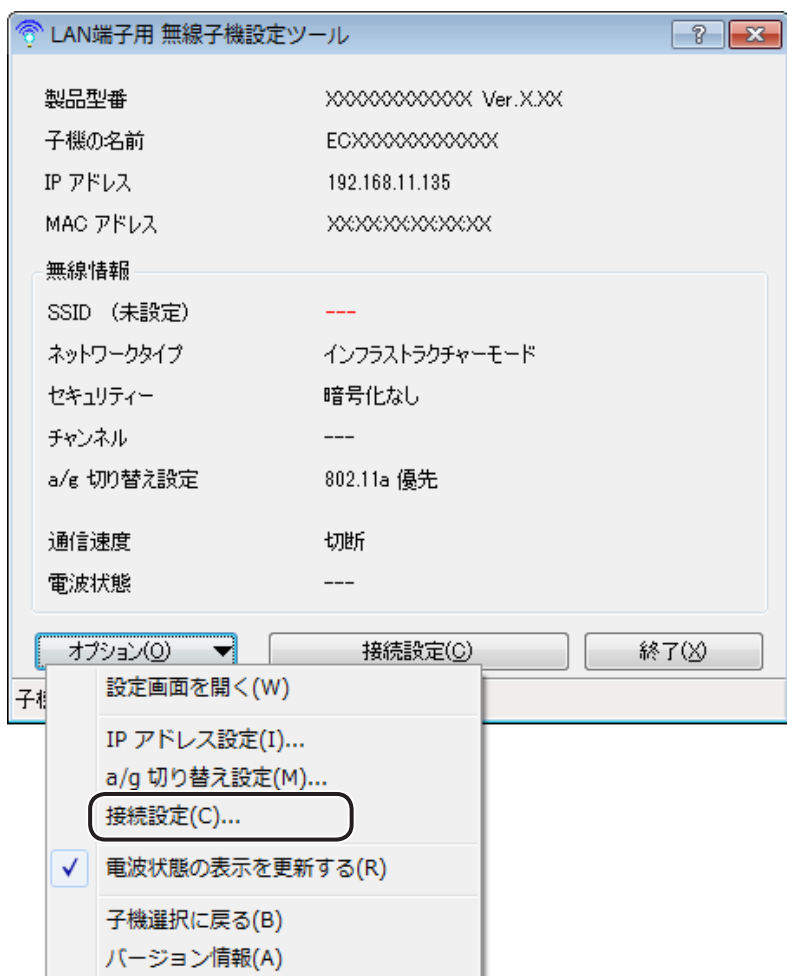 LAN端子用 無線子機設定ツール
製品型番 XXXXXXXXXXXX Ver.X.XX
子機の名前 ECXXXXXXXXXXXX
IP アドレス 192.168.11.135
MAC アドレス XX:XX:XX:XX:XX:XX
無線情報
SSID （未設定） ---
ネットワークタイプ インフラストラクチャーモード
セキュリティー 暗号化なし
チャンネル ---
a/g 切り替え設定 802.11a 優先
通信速度 切断
電波状態 ---
オプション(O) ▼ 接続設定(C) 終了(X)
子機
設定画面を開く(W)
IP アドレス設定(I)...
a/g 切り替え設定(M)...
接続設定(C)...
✓ 電波状態の表示を更新する(R)
子機選択に戻る(B)
バージョン情報(A)